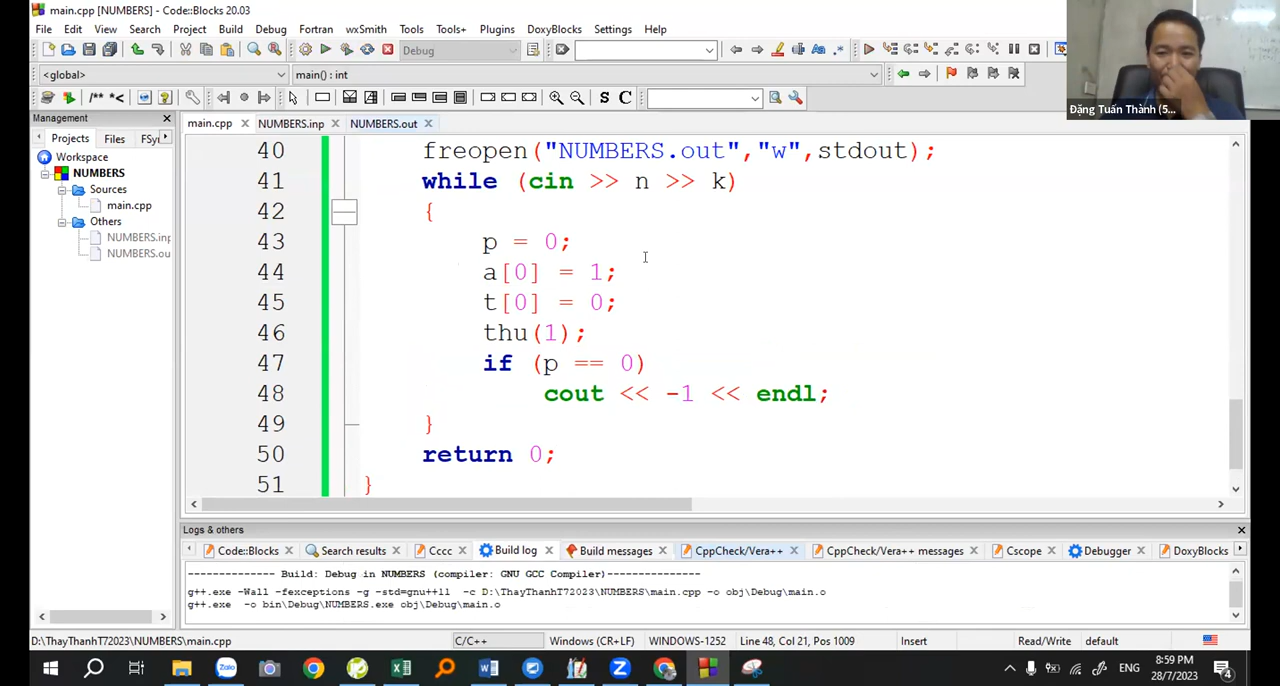 main.cpp [NUMBERS] - Code::Blocks 20.03
File Edit View Search Project Build Debug Fortran wxSmith Tools Tools+ Plugins DoxyBlocks Settings Help
Debug
<global> main() : int
/** *< S C
Đặng Tuấn Thành (5...
Management
main.cpp NUMBERS.inp NUMBERS.out
Projects Files FSy
Workspace
NUMBERS
Sources
main.cpp
Others
NUMBERS.inp
NUMBERS.ou
40 freopen("NUMBERS.out","w",stdout);
41 while (cin >> n >> k)
42 {
43 p = 0;
44 a[0] = 1;
45 t[0] = 0;
46 thu(1);
47 if (p == 0)
48 cout << -1 << endl;
49 }
50 return 0;
51 }
Logs & others
Code::Blocks Search results Cccc Build log Build messages CppCheck/Vera++ CppCheck/Vera++ messages Cscope Debugger DoxyBlocks
-------------- Build: Debug in NUMBERS (compiler: GNU GCC Compiler)---------------
g++.exe -Wall -fexceptions -g -std=gnu++11 -c D:\ThayThanhT72023\NUMBERS\main.cpp -o obj\Debug\main.o
g++.exe -o bin\Debug\NUMBERS.exe obj\Debug\main.o
D:\ThayThanhT72023\NUMBERS\main.cpp C/C++ Windows (CR+LF) WINDOWS-1252 Line 48, Col 21, Pos 1009 Insert Read/Write default
Zalo ENG 8:59 PM
28/7/2023 4